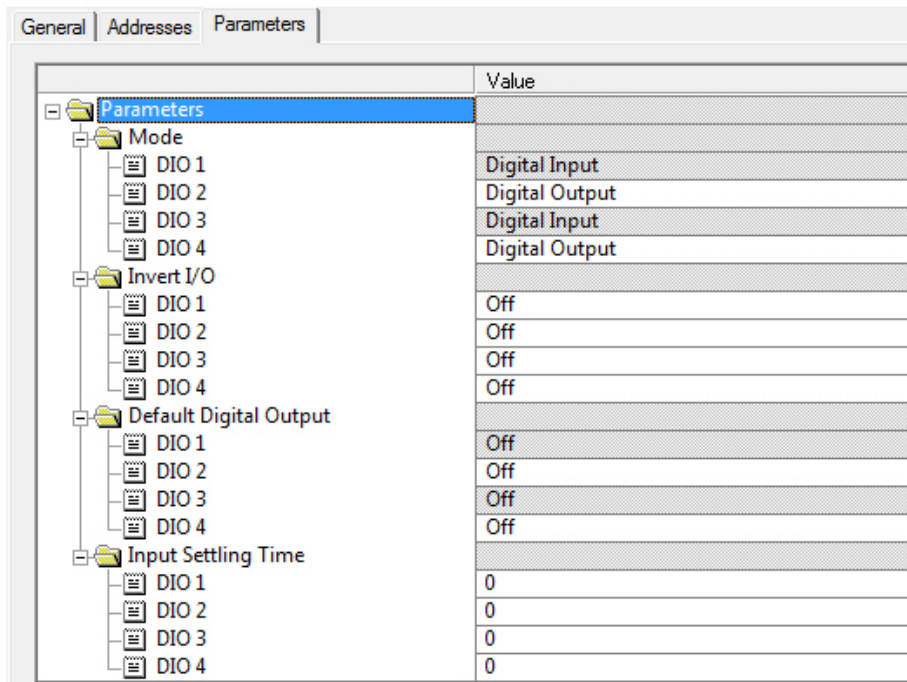 General Addresses Parameters
Value
Parameters
Mode
DIO 1 Digital Input
DIO 2 Digital Output
DIO 3 Digital Input
DIO 4 Digital Output
Invert I/O
DIO 1 Off
DIO 2 Off
DIO 3 Off
DIO 4 Off
Default Digital Output
DIO 1 Off
DIO 2 Off
DIO 3 Off
DIO 4 Off
Input Settling Time
DIO 1 0
DIO 2 0
DIO 3 0
DIO 4 0